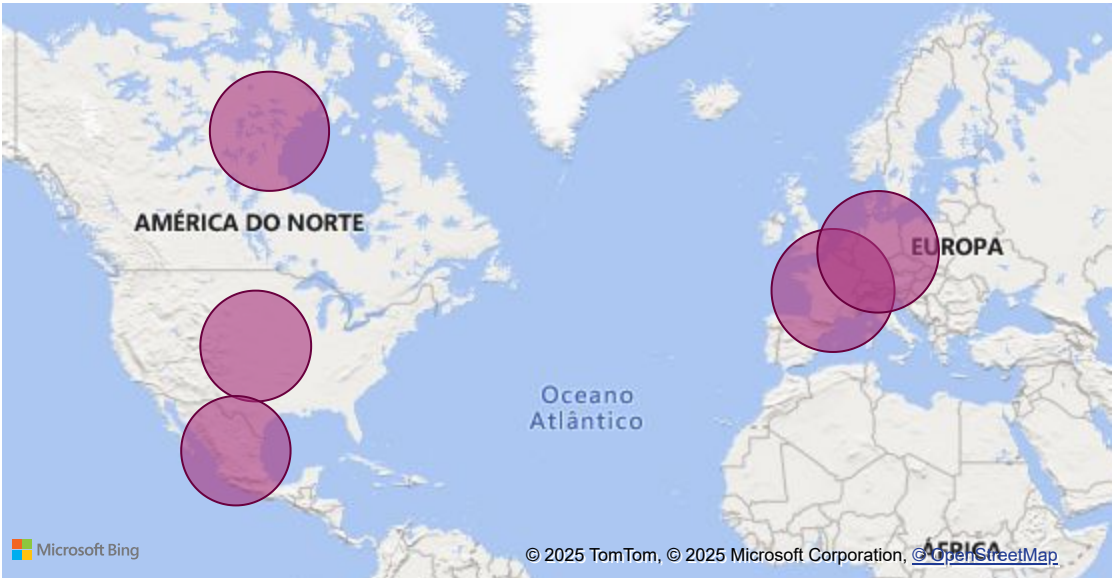 AMÉRICA DO NORTE
EUROPA
Oceano
Atlântico
ÁFRICA
Microsoft Bing
© 2025 TomTom, © 2025 Microsoft Corporation, © OpenStreetMap